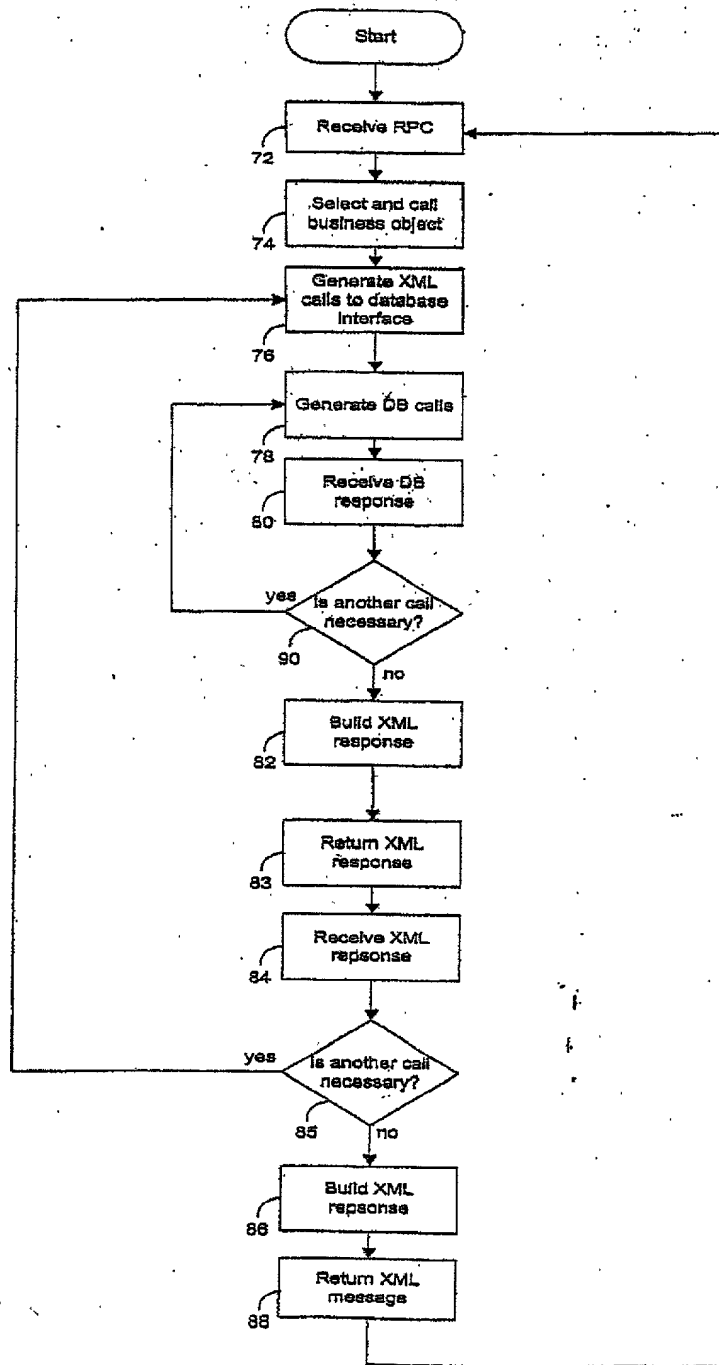 Start
Receive RPC
72
Select and call
business object
74
Generate XML
calls to database
interface
76
Generate DB calls
78
Receive DB
response
80
yes
Is another call
necessary?
90
no
Build XML
response
82
Return XML
response
83
Receive XML
repsonse
84
yes
Is another call
necessary?
85
no
Build XML
repsonse
86
Return XML
message
88